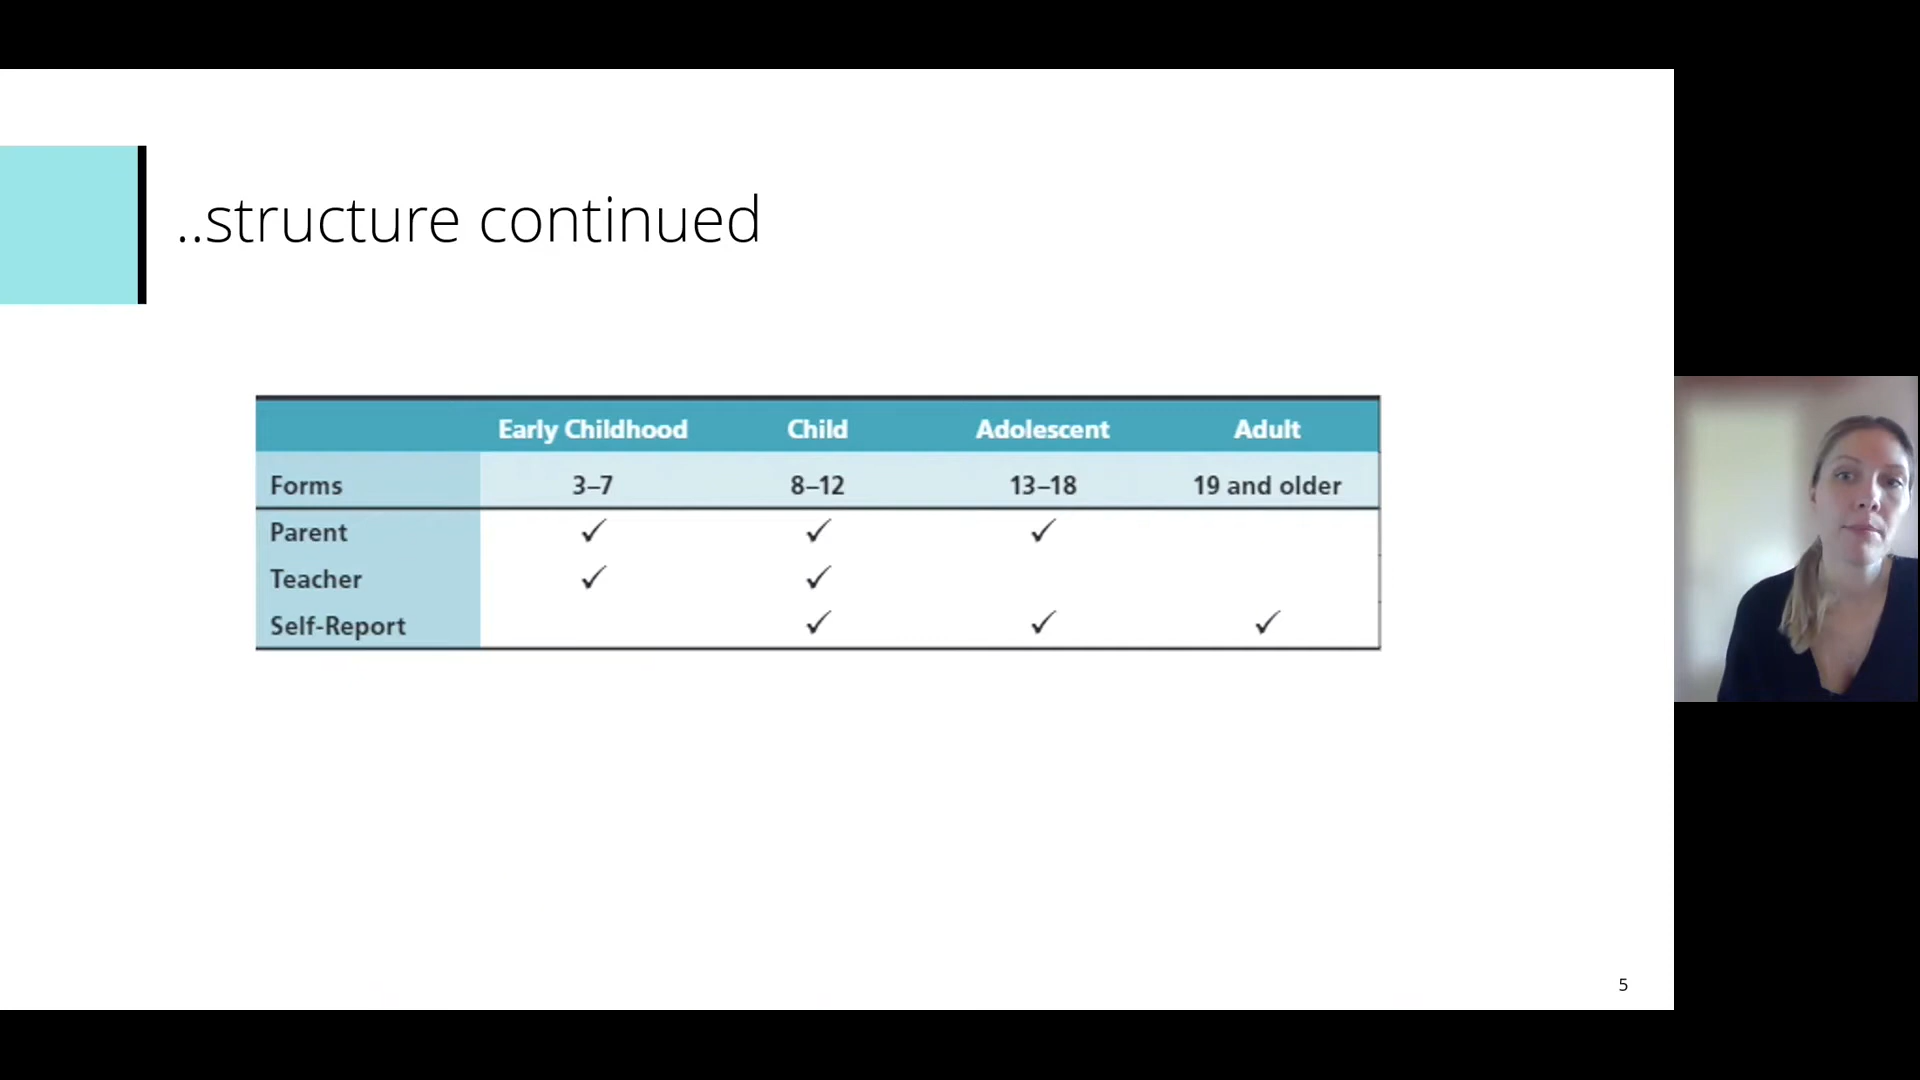 ..structure continued
Early Childhood Child Adolescent Adult
Forms 3–7 8–12 13–18 19 and older
Parent ✓ ✓ ✓
Teacher ✓ ✓
Self-Report ✓ ✓ ✓
5